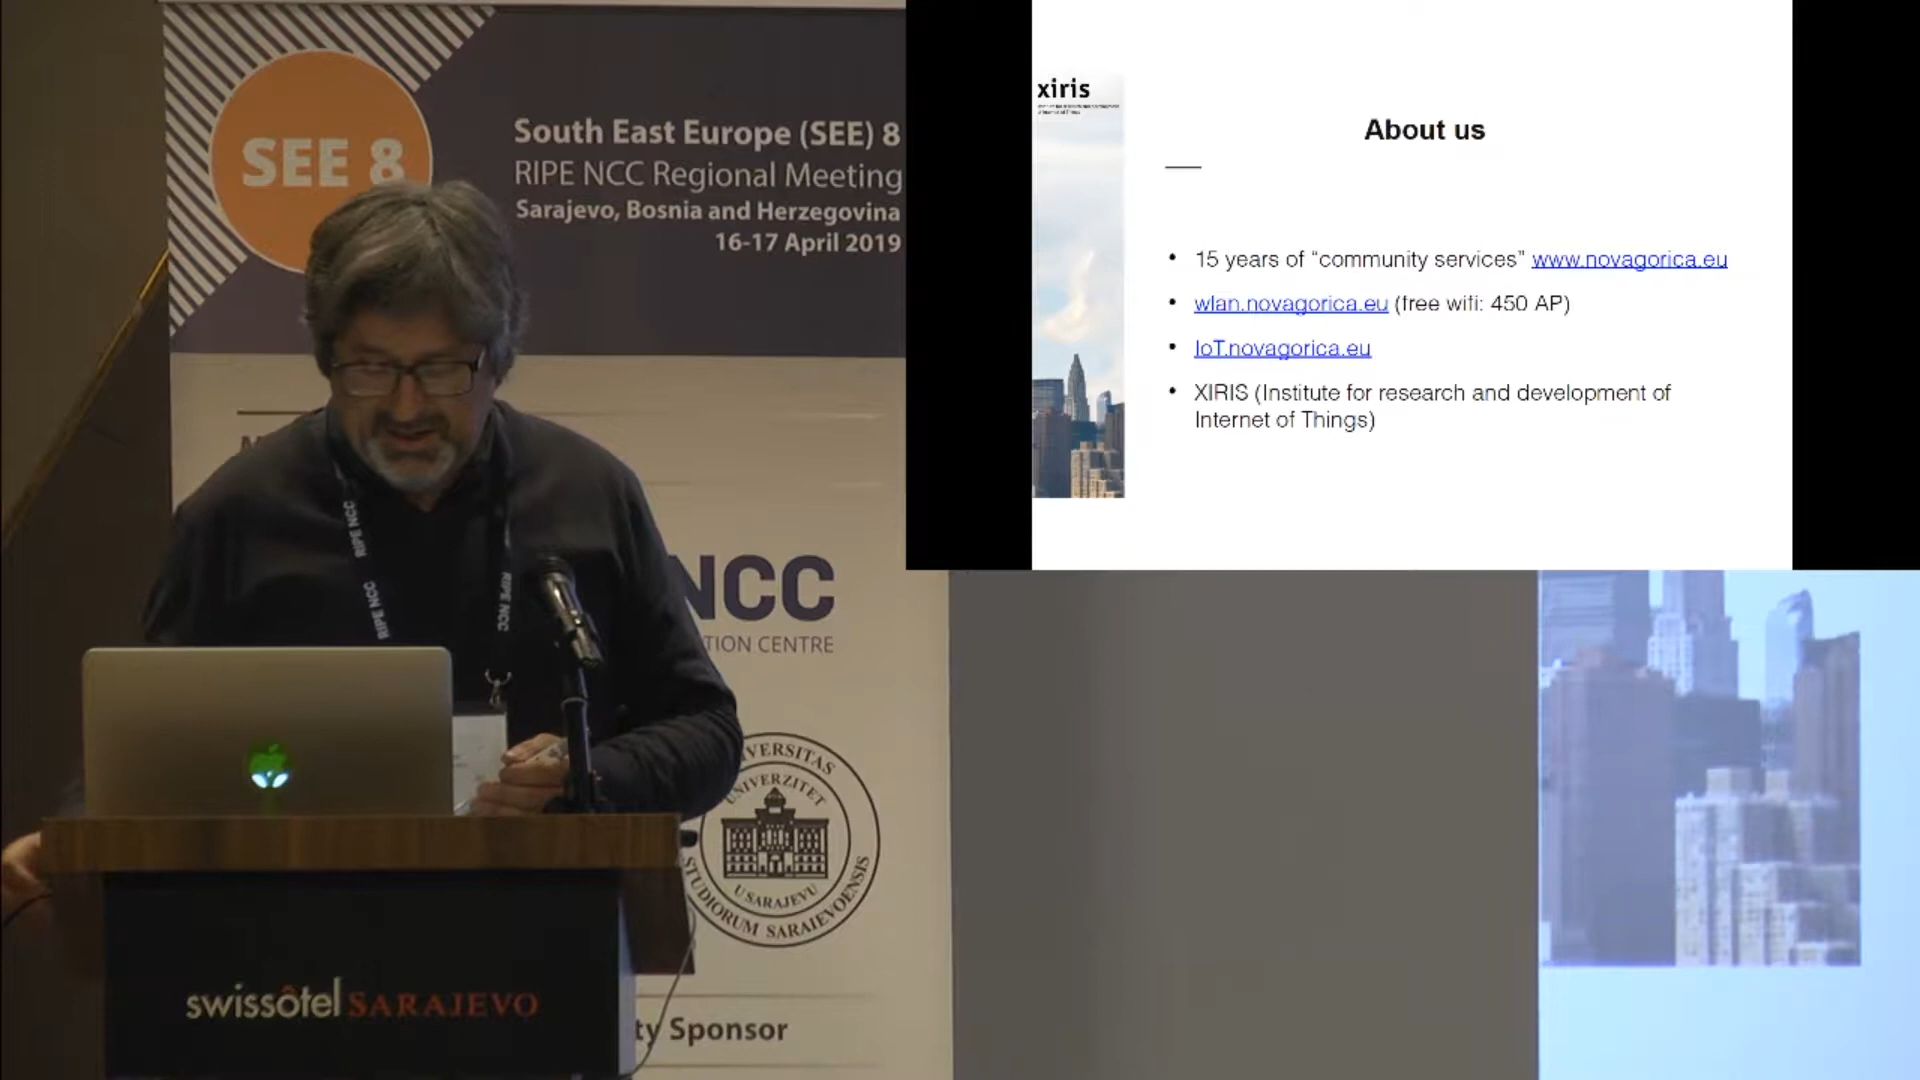 SEE 8
South East Europe (SEE) 8
RIPE NCC Regional Meeting
Sarajevo, Bosnia and Herzegovina
16-17 April 2019
RIPE NCC
RIPE NCC
RIPE NCC
NCC
TION CENTRE
VERSITAS
UNIVERZITET
U SARAJEVU
STUDIORUM SARAIEVOENSIS
ty Sponsor
swissôtel SARAJEVO
xiris
About us
• 15 years of “community services” www.novagorica.eu
• wlan.novagorica.eu (free wifi: 450 AP)
• IoT.novagorica.eu
• XIRIS (Institute for research and development of
Internet of Things)